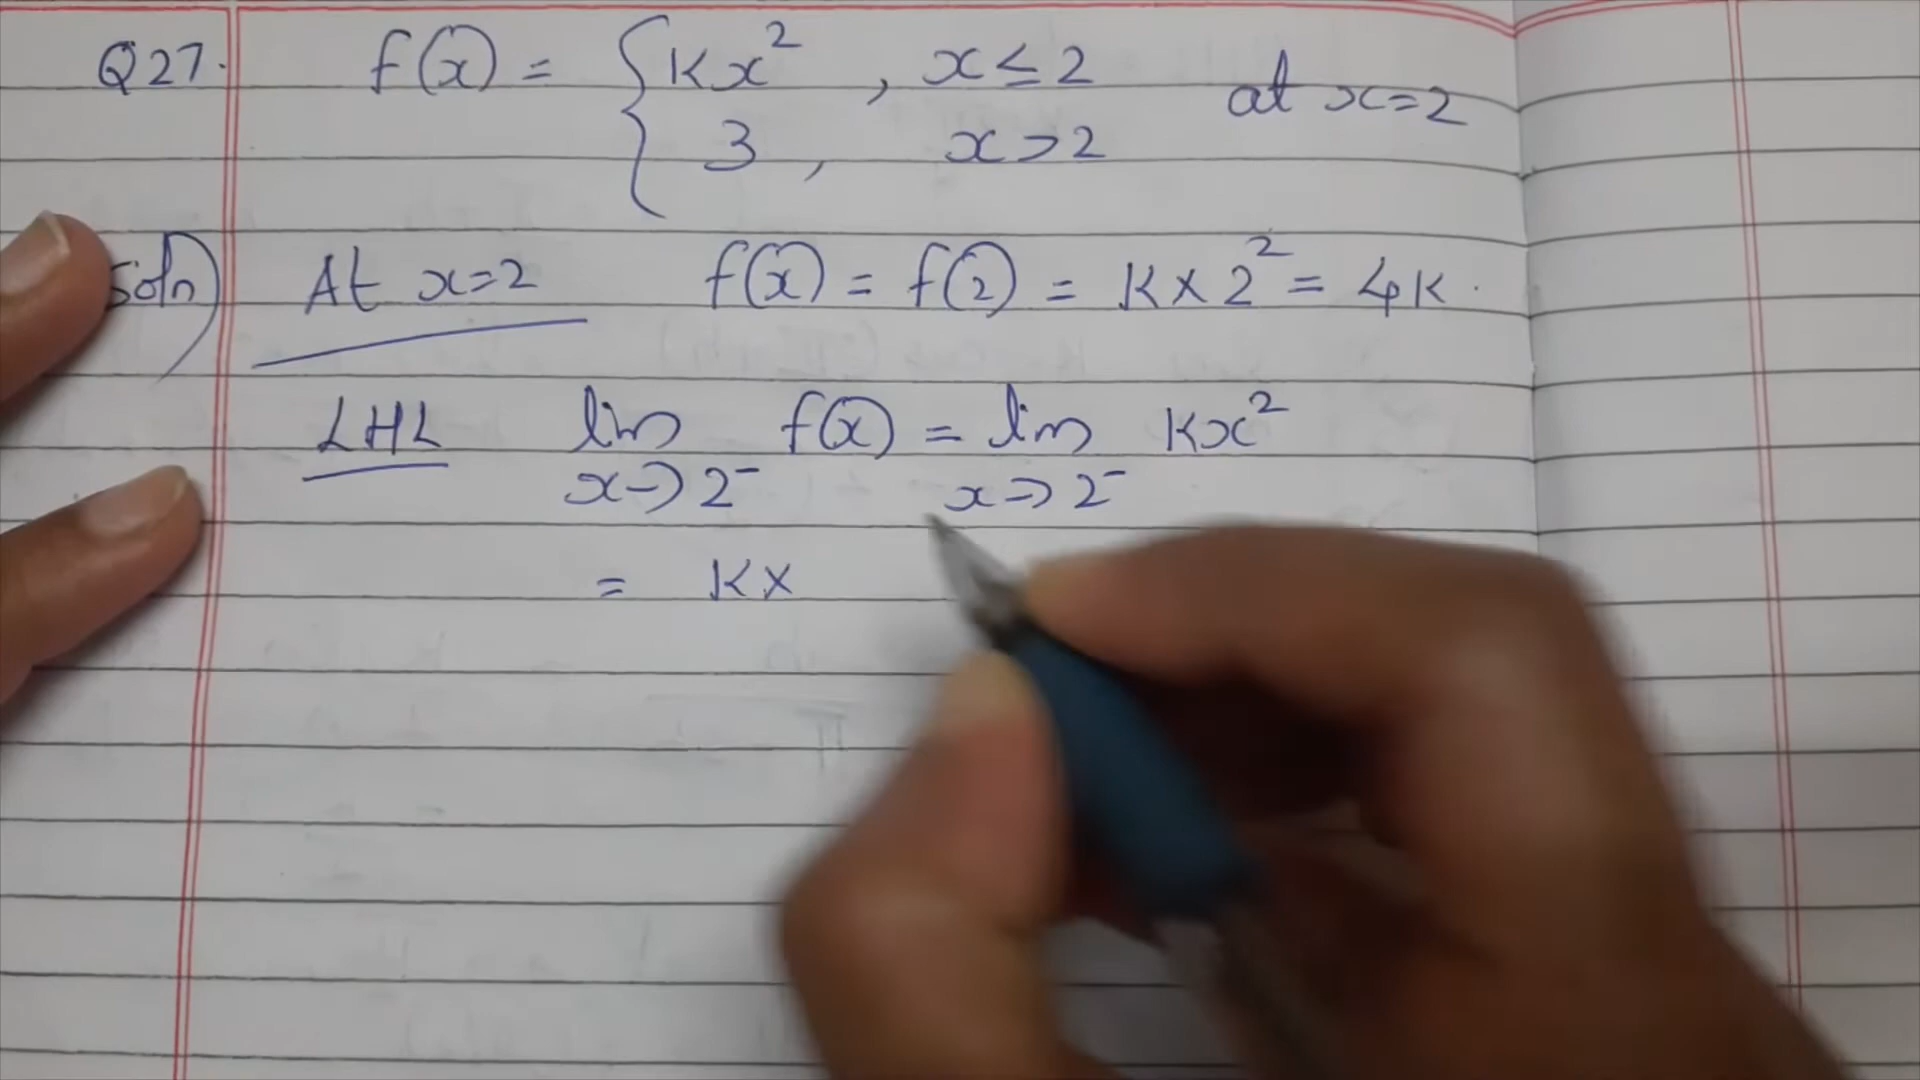 Q27. f(x) = { kx² , x ≤ 2 at x=2
3 , x > 2
Soln) At x=2 f(x) = f(2) = k x 2² = 4k.
LHL lim f(x) = lim kx²
x→2⁻ x→2⁻
= k x